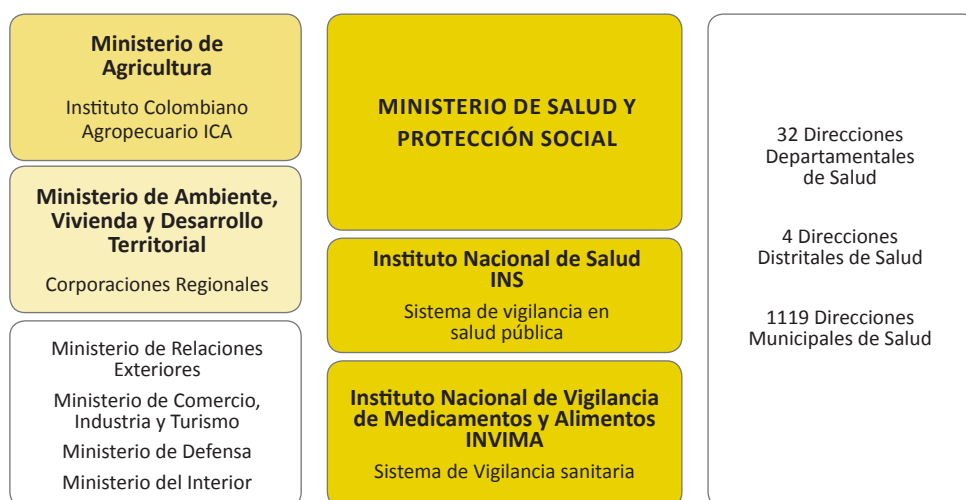 Ministerio de
Agricultura
Instituto Colombiano
Agropecuario ICA
Ministerio de Ambiente,
Vivienda y Desarrollo
Territorial
Corporaciones Regionales
Ministerio de Relaciones
Exteriores
Ministerio de Comercio,
Industria y Turismo
Ministerio de Defensa
Ministerio del Interior
MINISTERIO DE SALUD Y
PROTECCIÓN SOCIAL
Instituto Nacional de Salud
INS
Sistema de vigilancia en
salud pública
Instituto Nacional de Vigilancia
de Medicamentos y Alimentos
INVIMA
Sistema de Vigilancia sanitaria
32 Direcciones
Departamentales
de Salud
4 Direcciones
Distritales de Salud
1119 Direcciones
Municipales de Salud